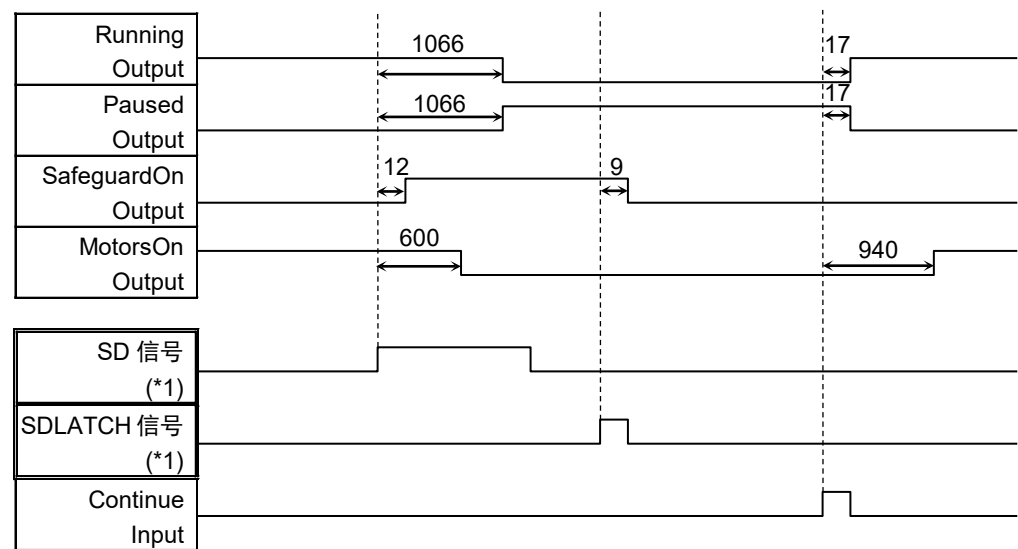 Running
Output
1066
17
Paused
Output
1066
17
SafeguardOn
Output
12
9
MotorsOn
Output
600
940
SD 信号
(*1)
SDLATCH 信号
(*1)
Continue
Input